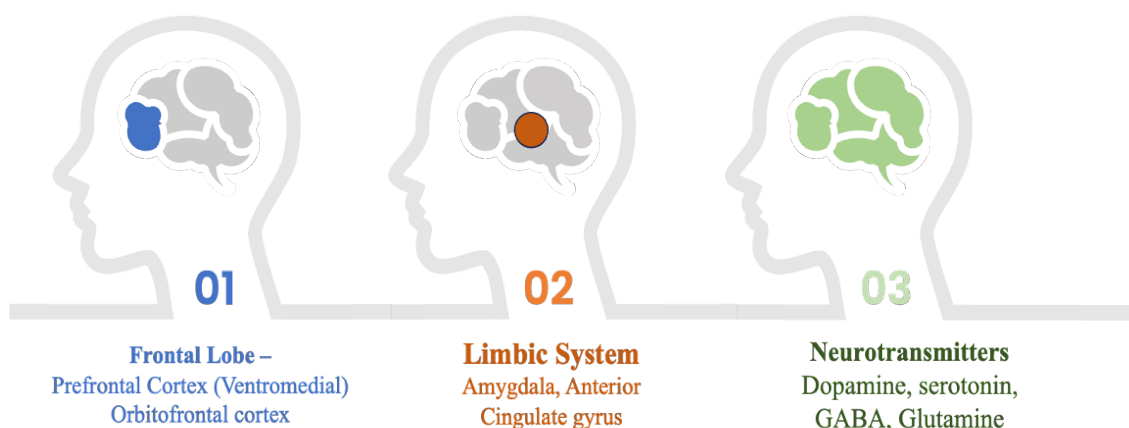 01
Frontal Lobe –
Prefrontal Cortex (Ventromedial)
Orbitofrontal cortex
02
Limbic System
Amygdala, Anterior
Cingulate gyrus
03
Neurotransmitters
Dopamine, serotonin,
GABA, Glutamine